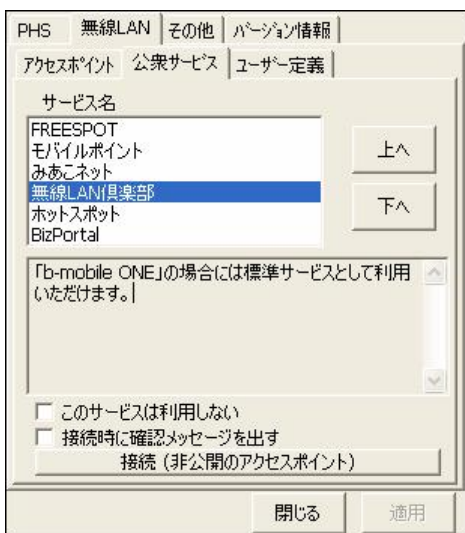 PHS 無線LAN その他 バージョン情報
アクセスポイント 公衆サービス ユーザー定義
サービス名
FREESPOT
モバイルポイント
みあこネット
無線LAN倶楽部
ホットスポット
BizPortal
上へ
下へ
「b-mobile ONE」の場合には標準サービスとして利用
いただけます。
このサービスは利用しない
接続時に確認メッセージを出す
接続 (非公開のアクセスポイント)
閉じる 適用